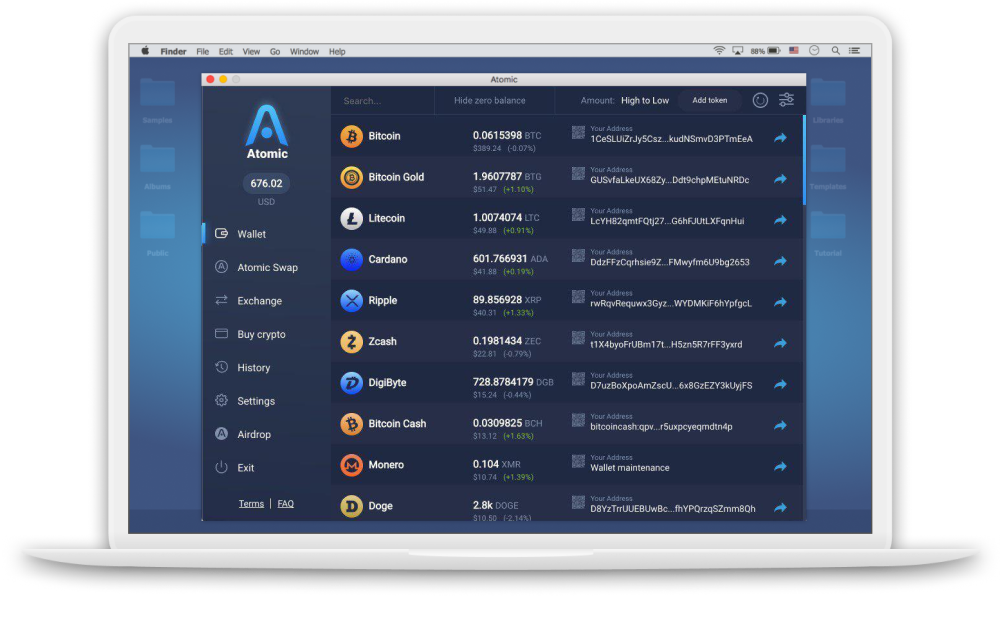 Finder File Edit View Go Window Help 88%
Atomic
Samples
Albums
Public
Libraries
Templates
Tutorial
Atomic
676.02
USD
Wallet
Atomic Swap
Exchange
Buy crypto
History
Settings
Airdrop
Exit
Terms | FAQ
Search... Hide zero balance Amount: High to Low Add token
Bitcoin 0.0615398 BTC Your Address
$389.24 (-0.07%) 1CeSLUiZrJy5Csz...kudNSmvD3PTmEeA
Bitcoin Gold 1.9607787 BTG Your Address
$51.47 (+1.10%) GUSvfaLkeUX68Zy...Ddt9chpMEtuNRDc
Litecoin 1.0074074 LTC Your Address
$49.88 (+0.91%) LcYH82qmtFQtj27...G6hFJUtLXFqnHui
Cardano 601.766931 ADA Your Address
$41.88 (+0.19%) DdzFFzCqrhsie9Z...FMwyfm6U9bg2653
Ripple 89.856928 XRP Your Address
$40.31 (+1.33%) rwRqvRequwx3Gyz...WYDMKiF6hYpfgcL
Zcash 0.1981434 ZEC Your Address
$22.81 (-0.79%) t1X4byoFrUBm17t...H5zn5R7rFF3yxrd
DigiByte 728.8784179 DGB Your Address
$15.24 (-0.44%) D7uzBoXpoAmZscU...6x8GzEZY3kUyjFS
Bitcoin Cash 0.0309825 BCH Your Address
$13.12 (+1.63%) bitcoincash:qpv...r5uxpcyeqmdtn4p
Monero 0.104 XMR Your Address
$10.74 (+1.39%) Wallet maintenance
Doge 2.8k DOGE Your Address
$10.50 (-2.14%) D8YzTrrUUEBUwBc...fhYPQrzqSZmm8Qh